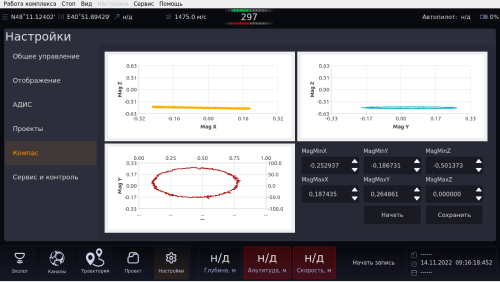 Работа комплекса Стоп Вид Настройки Сервис Помощь
N48°11.12402' E40°51.89429' н/д 1475.0 м/с 297 Автопилот: н/д 0%
Настройки
Общее управление
Отображение
АДИС
Проекты
Компас
Сервис и контроль
0.63
0.31
0.00
-0.31
-0.63
Mag Z
-0.32 -0.16 0.00 0.16 0.32
Mag X
0.63
0.31
0.00
-0.31
-0.63
Mag Z
-0.33 -0.17 0.00 0.17 0.33
Mag Y
0.00 0.25 0.50 0.75 1.00
0.33
0.17
0.00
-0.17
-0.33
Mag Y
100.0
50.0
0.0
-50.0
-100.0
MagMinX MagMinY MagMinZ
-0,252937 -0,186731 -0,501373
MagMaxX MagMaxY MagMaxZ
0,187435 0,264861 0,000000
Начать Сохранить
Эхолот Каналы Траектория Проект Настройки
Н/Д Н/Д Н/Д
Глубина, м Альтитуда, м Скорость, м
Начать запись
------
14.11.2022 09:16:18:452
------